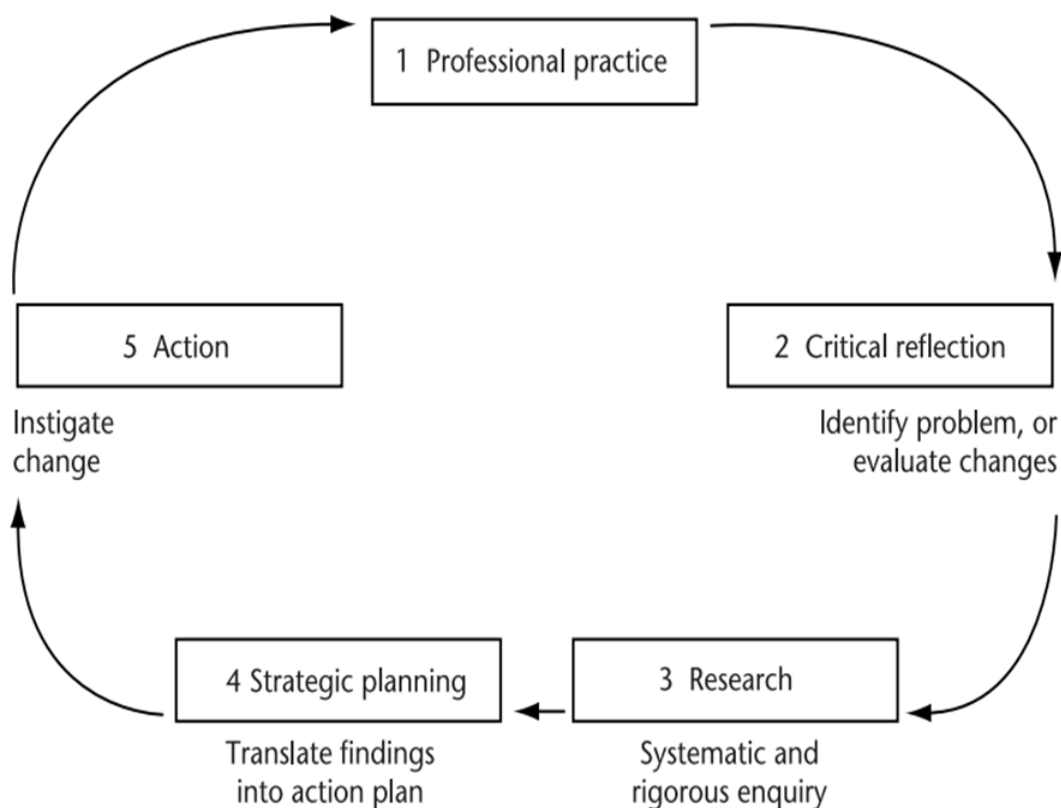 1 Professional practice
2 Critical reflection
Identify problem, or
evaluate changes
3 Research
Systematic and
rigorous enquiry
4 Strategic planning
Translate findings
into action plan
5 Action
Instigate
change